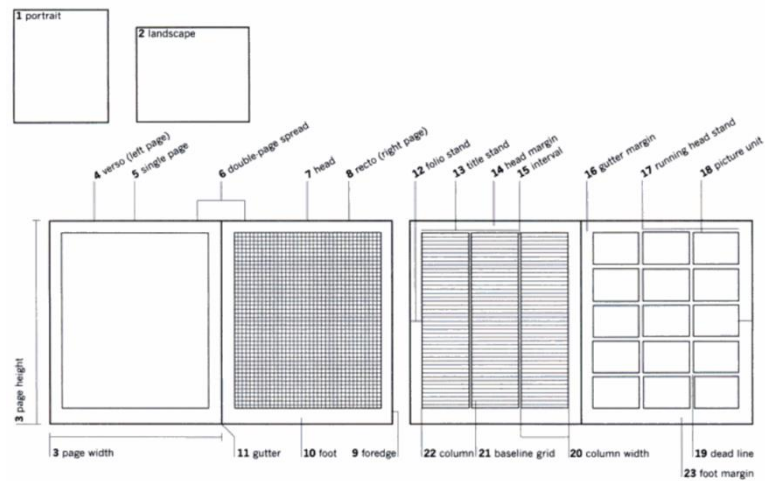 1 portrait
2 landscape
4 verso (left page)
5 single page
6 double-page spread
7 head
8 recto (right page)
12 folio stand
13 title stand
14 head margin
15 interval
16 gutter margin
17 running head stand
18 picture unit
3 page height
3 page width
11 gutter
10 foot
9 foredge
22 column
21 baseline grid
20 column width
19 dead line
23 foot margin